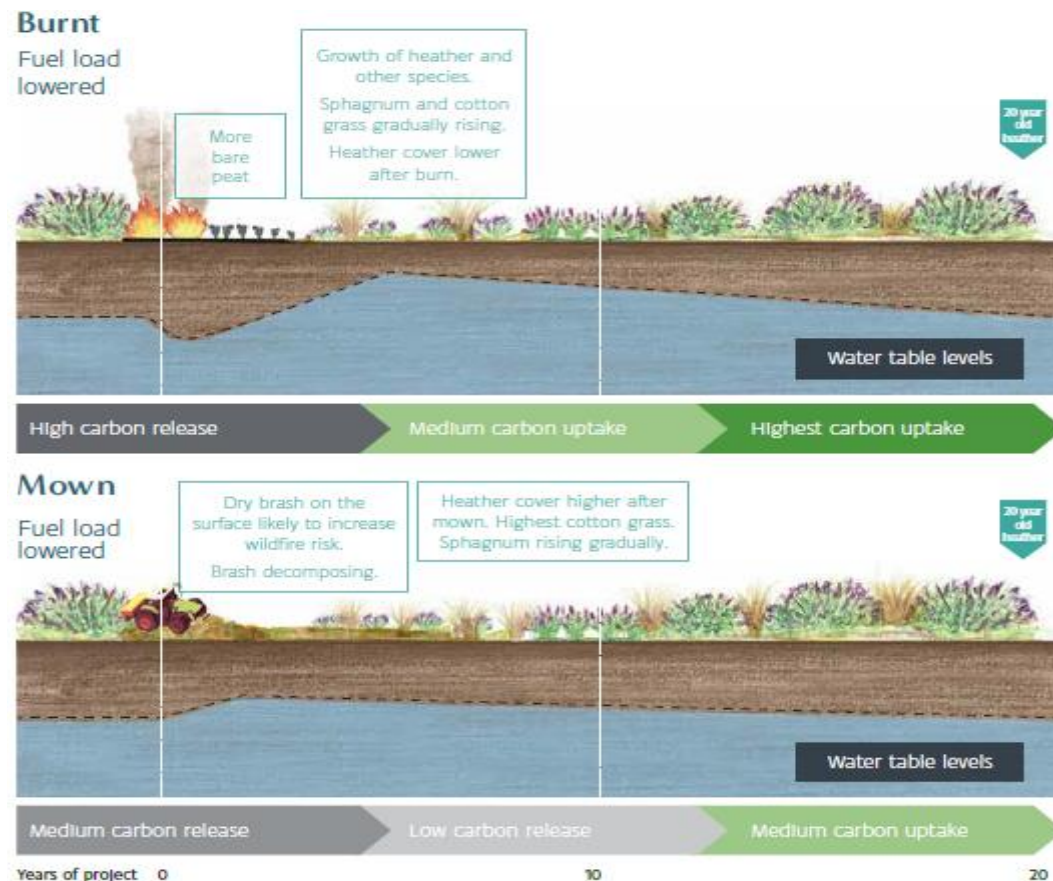 Burnt
Fuel load
lowered
More
bare
peat
Growth of heather and
other species.
Sphagnum and cotton
grass gradually rising.
Heather cover lower
after burn.
20 year
old
heather
Water table levels
High carbon release
Medium carbon uptake
Highest carbon uptake
Mown
Fuel load
lowered
Dry brash on the
surface likely to increase
wildfire risk.
Brash decomposing.
Heather cover higher after
mown. Highest cotton grass.
Sphagnum rising gradually.
20 year
old
heather
Water table levels
Medium carbon release
Low carbon release
Medium carbon uptake
Years of project 0 10 20